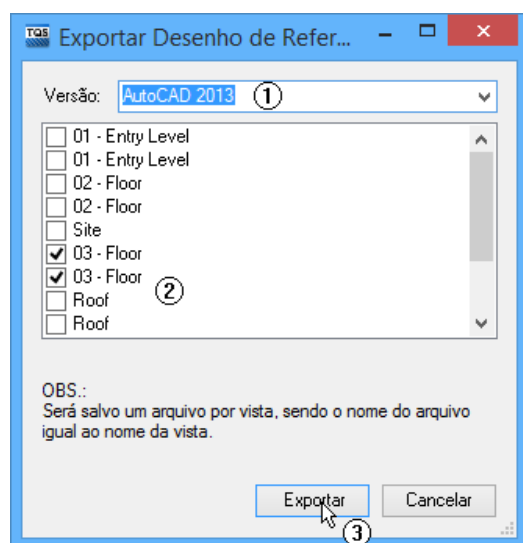 TQS Exportar Desenho de Refer...
Versão: AutoCAD 2013 1
01 - Entry Level
01 - Entry Level
02 - Floor
02 - Floor
Site
03 - Floor
03 - Floor
2
Roof
Roof
OBS.:
Será salvo um arquivo por vista, sendo o nome do arquivo
igual ao nome da vista.
Exportar Cancelar
3